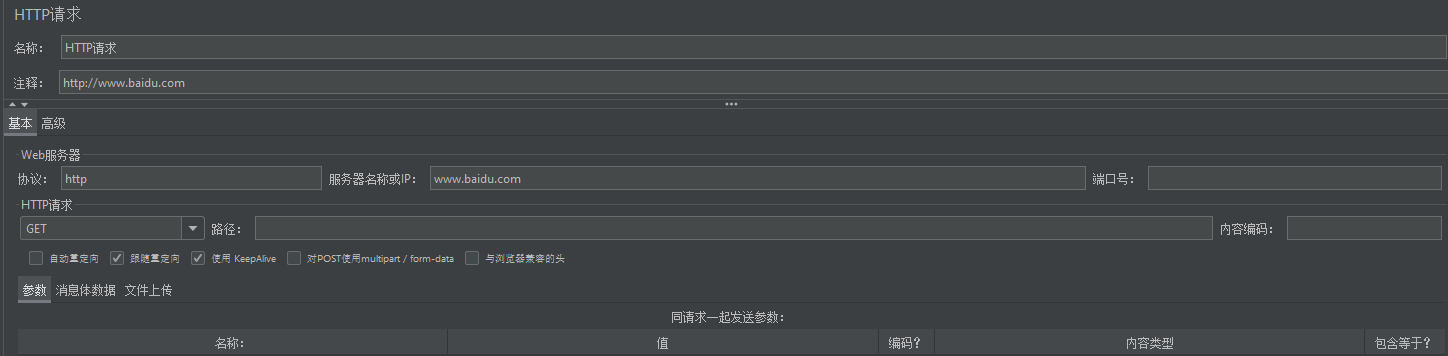 HTTP请求
名称： HTTP请求
注释： http://www.baidu.com
基本 高级
Web服务器
协议： http 服务器名称或IP： www.baidu.com 端口号：
HTTP请求
GET 路径： 内容编码：
自动重定向 跟随重定向 使用 KeepAlive 对POST使用multipart / form-data 与浏览器兼容的头
参数 消息体数据 文件上传
同请求一起发送参数：
名称： 值 编码？ 内容类型 包含等于？